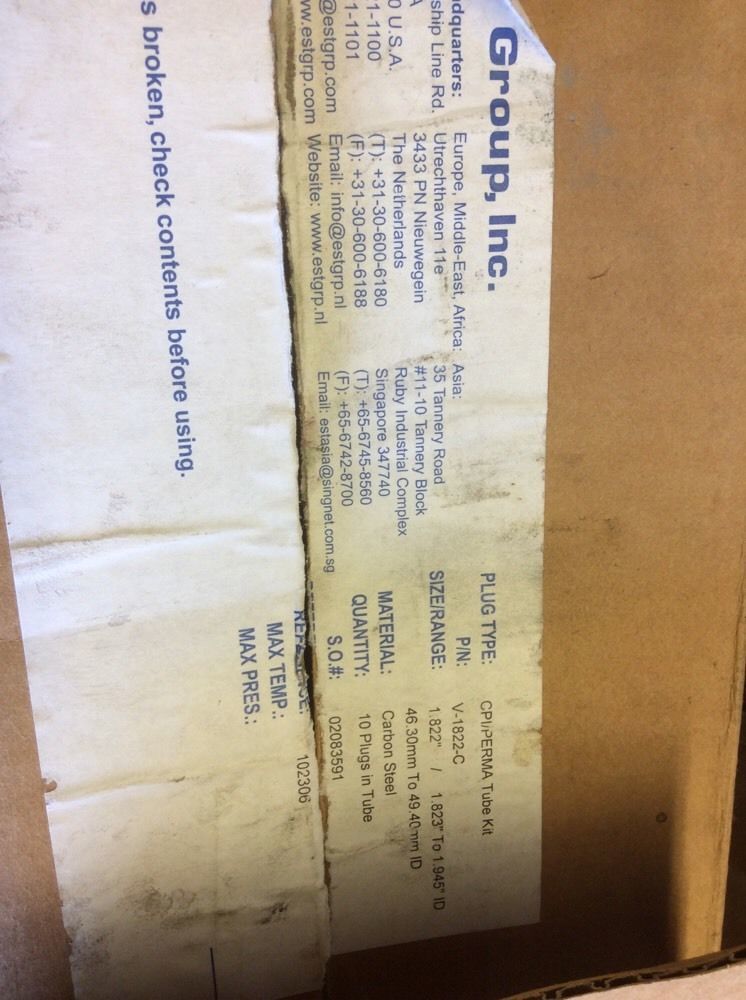 Group, Inc.
dquarters:
ship Line Rd.
A
0 U.S.A.
1-1100
1-1101
@estgrp.com
ww.estgrp.com
Europe, Middle-East, Africa:
Utrechthaven 11e
3433 PN Nieuwegein
The Netherlands
(T): +31-30-600-6180
(F): +31-30-600-6188
Email: info@estgrp.nl
Website: www.estgrp.nl
Asia:
35 Tannery Road
#11-10 Tannery Block
Ruby Industrial Complex
Singapore 347740
(T): +65-6745-8560
(F): +65-6742-8700
Email: estasia@singnet.com.sg
PLUG TYPE: CPI/PERMA Tube Kit
P/N: V-1822-C
SIZE/RANGE: 1.822" / 1.823" To 1.945" ID
46.30mm To 49.40mm ID
MATERIAL: Carbon Steel
QUANTITY: 10 Plugs in Tube
S.O.#: 02083591
102306
MAX TEMP.:
MAX PRES.:
s broken, check contents before using.